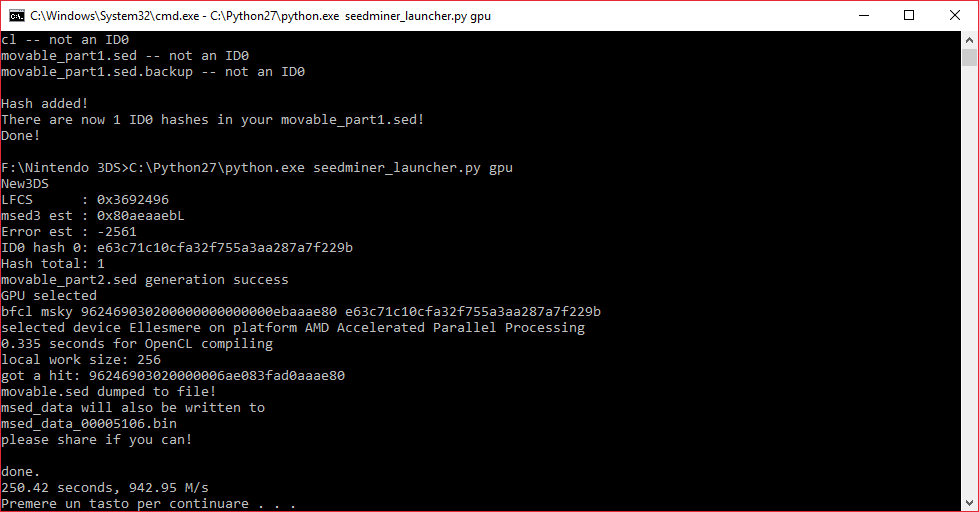 C:\Windows\System32\cmd.exe - C:\Python27\python.exe seedminer_launcher.py gpu
cl -- not an ID0
movable_part1.sed -- not an ID0
movable_part1.sed.backup -- not an ID0
Hash added!
There are now 1 ID0 hashes in your movable_part1.sed!
Done!
F:\Nintendo 3DS>C:\Python27\python.exe seedminer_launcher.py gpu
New3DS
LFCS      : 0x3692496
msed3 est : 0x80aeaaebL
Error est : -2561
ID0 hash 0: e63c71c10cfa32f755a3aa287a7f229b
Hash total: 1
movable_part2.sed generation success
GPU selected
bfcl msky 962469030200000000000000ebaaae80 e63c71c10cfa32f755a3aa287a7f229b
selected device Ellesmere on platform AMD Accelerated Parallel Processing
0.335 seconds for OpenCL compiling
local work size: 256
got a hit: 96246903020000006ae083fad0aaae80
movable.sed dumped to file!
msed_data will also be written to
msed_data_00005106.bin
please share if you can!
done.
250.42 seconds, 942.95 M/s
Premere un tasto per continuare . . .